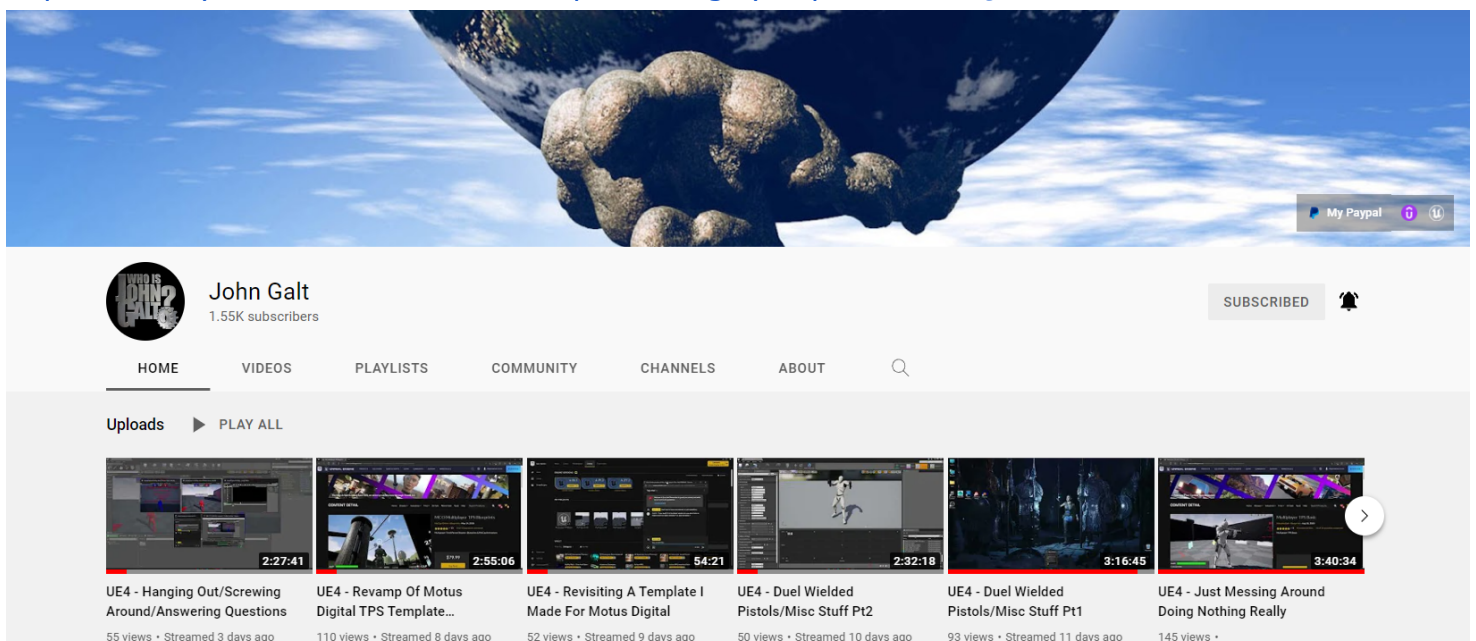 My Paypal
WHO IS
JOHN?
GALT
John Galt
1.55K subscribers
SUBSCRIBED
HOME VIDEOS PLAYLISTS COMMUNITY CHANNELS ABOUT
Uploads PLAY ALL
2:27:41 2:55:06 54:21 2:32:18 3:16:45 3:40:34
UE4 - Hanging Out/Screwing
Around/Answering Questions
55 views • Streamed 3 days ago
UE4 - Revamp Of Motus
Digital TPS Template...
110 views • Streamed 8 days ago
UE4 - Revisiting A Template I
Made For Motus Digital
52 views • Streamed 9 days ago
UE4 - Duel Wielded
Pistols/Misc Stuff Pt2
50 views • Streamed 10 days ago
UE4 - Duel Wielded
Pistols/Misc Stuff Pt1
93 views • Streamed 11 days ago
UE4 - Just Messing Around
Doing Nothing Really
145 views •